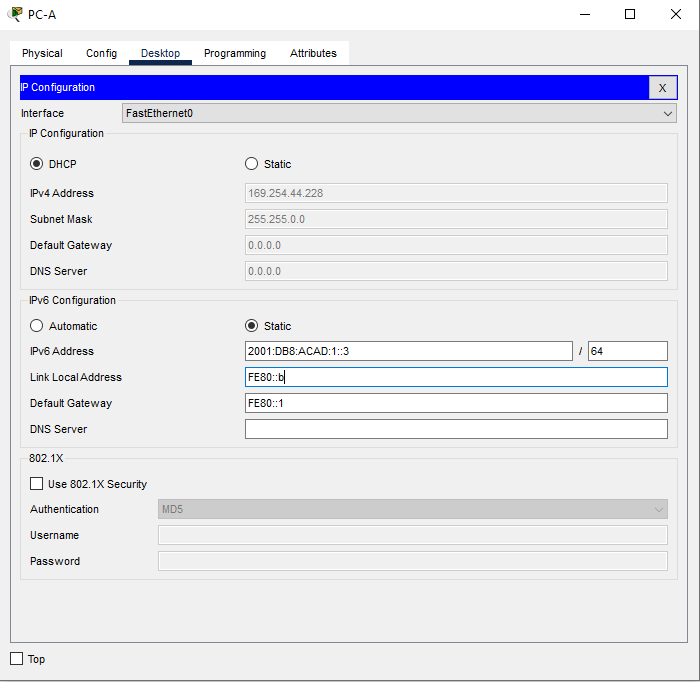 PC-A
Physical Config Desktop Programming Attributes
IP Configuration X
Interface FastEthernet0
IP Configuration
DHCP Static
IPv4 Address 169.254.44.228
Subnet Mask 255.255.0.0
Default Gateway 0.0.0.0
DNS Server 0.0.0.0
IPv6 Configuration
Automatic Static
IPv6 Address 2001:DB8:ACAD:1::3 / 64
Link Local Address FE80::b
Default Gateway FE80::1
DNS Server
802.1X
Use 802.1X Security
Authentication MD5
Username
Password
Top